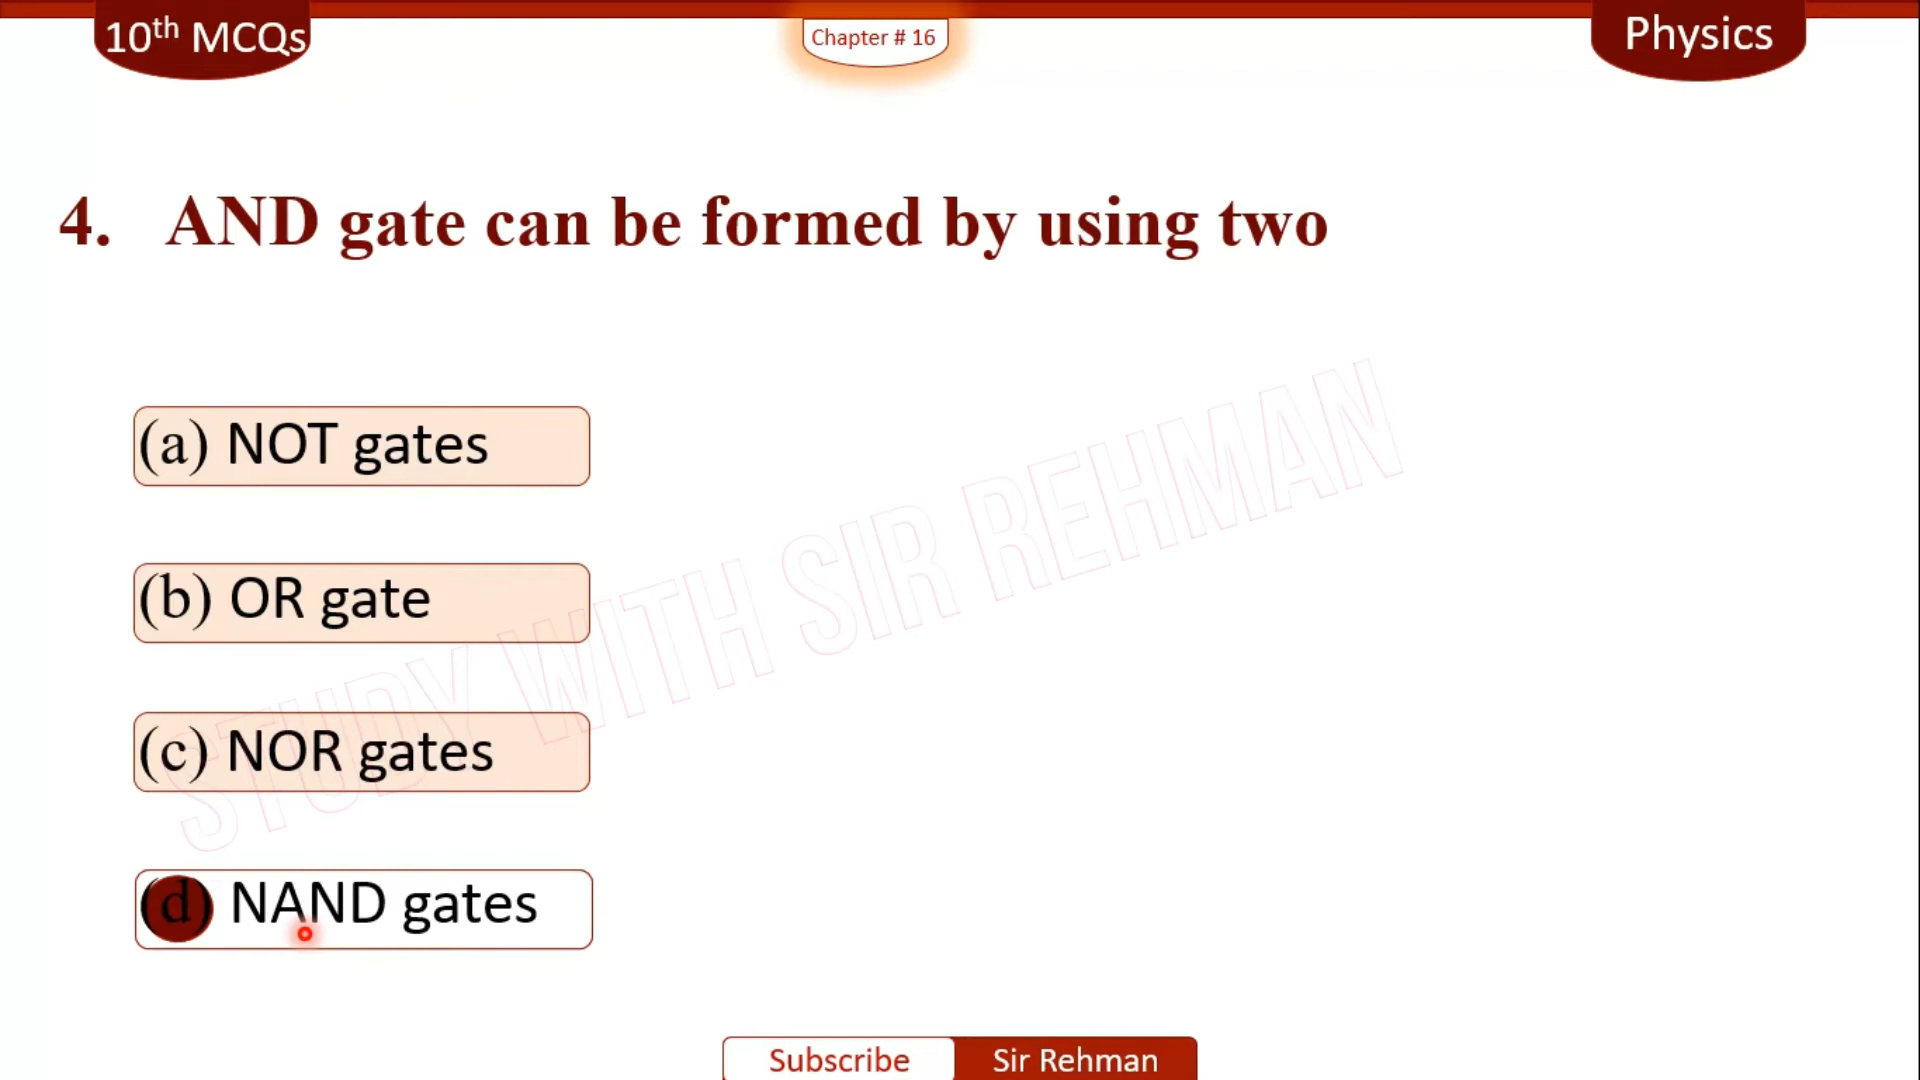 10th MCQs
Chapter # 16
Physics
4. AND gate can be formed by using two
(a) NOT gates
(b) OR gate
(c) NOR gates
(d) NAND gates
STUDY WITH SIR REHMAN
Subscribe
Sir Rehman